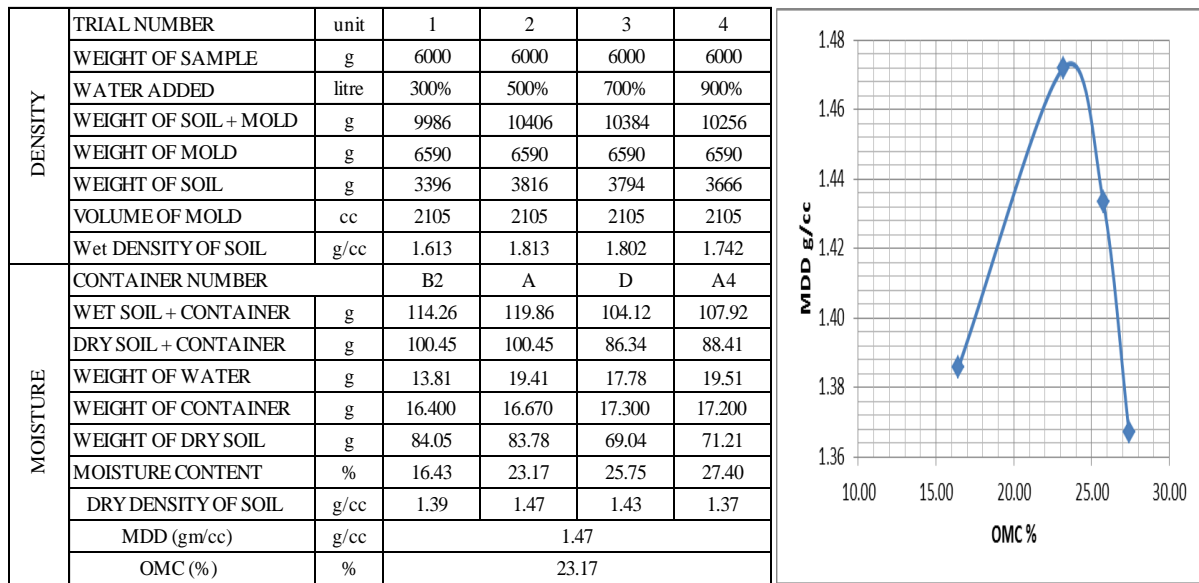 TRIAL NUMBER unit 1 2 3 4
WEIGHT OF SAMPLE g 6000 6000 6000 6000
WATER ADDED litre 300% 500% 700% 900%
WEIGHT OF SOIL + MOLD g 9986 10406 10384 10256
WEIGHT OF MOLD g 6590 6590 6590 6590
WEIGHT OF SOIL g 3396 3816 3794 3666
VOLUME OF MOLD cc 2105 2105 2105 2105
Wet DENSITY OF SOIL g/cc 1.613 1.813 1.802 1.742
DENSITY
CONTAINER NUMBER B2 A D A4
WET SOIL + CONTAINER g 114.26 119.86 104.12 107.92
DRY SOIL + CONTAINER g 100.45 100.45 86.34 88.41
WEIGHT OF WATER g 13.81 19.41 17.78 19.51
WEIGHT OF CONTAINER g 16.400 16.670 17.300 17.200
WEIGHT OF DRY SOIL g 84.05 83.78 69.04 71.21
MOISTURE CONTENT % 16.43 23.17 25.75 27.40
DRY DENSITY OF SOIL g/cc 1.39 1.47 1.43 1.37
MDD (gm/cc) g/cc 1.47
OMC (%) % 23.17
MOISTURE
1.48
1.46
1.44
1.42
1.40
1.38
1.36
MDD g/cc
10.00 15.00 20.00 25.00 30.00
OMC %